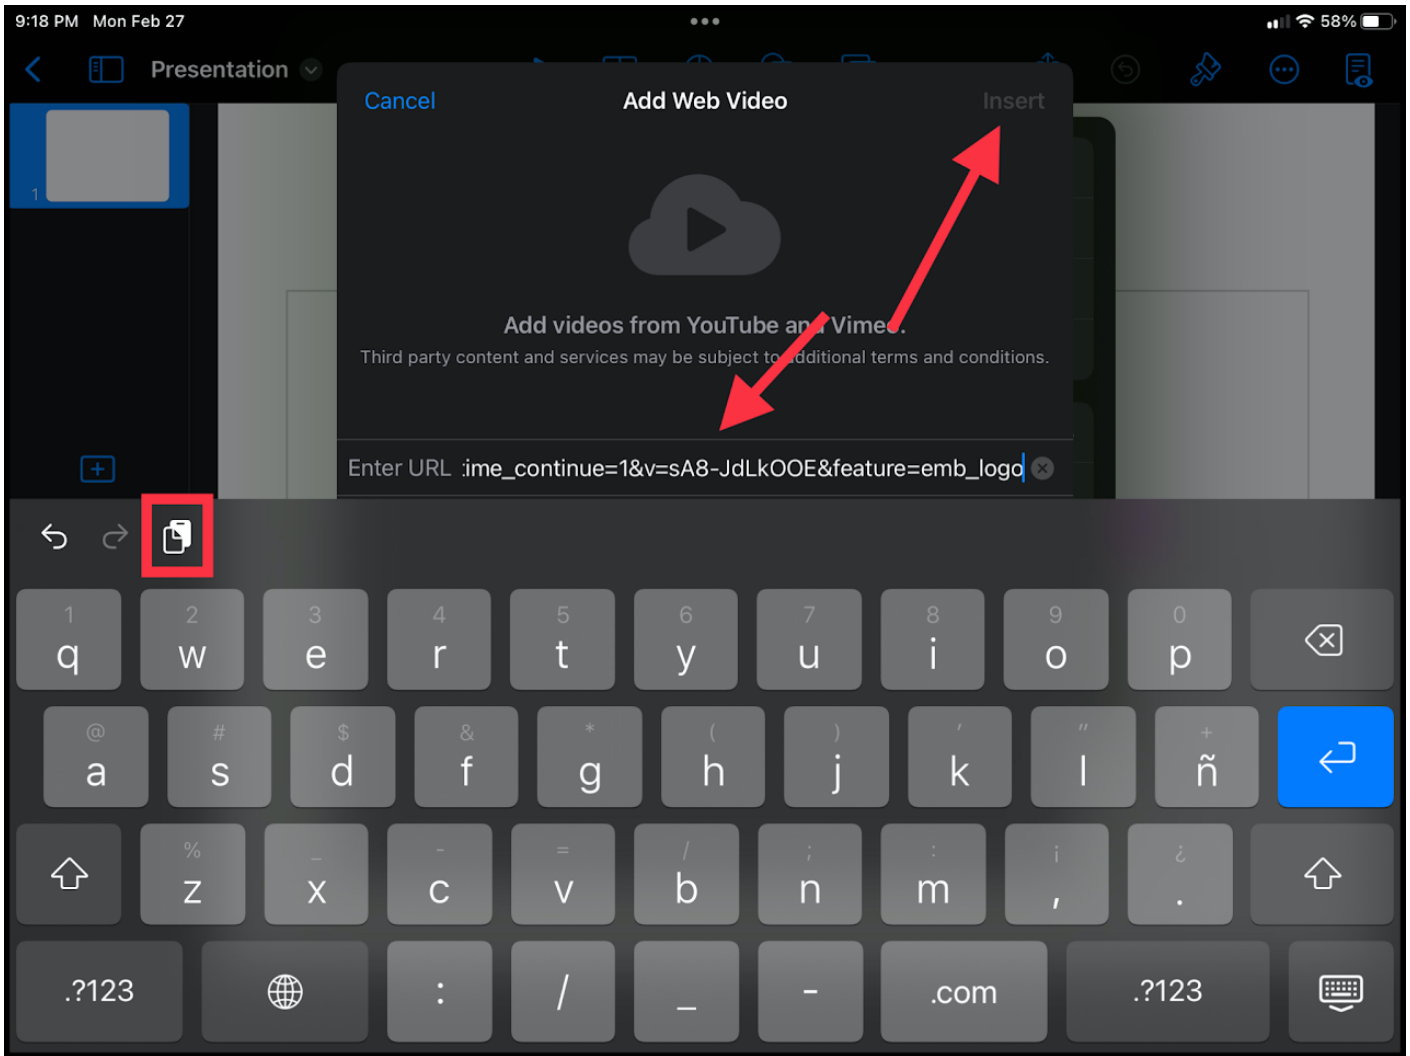 9:18 PM Mon Feb 27
58%
Presentation
Cancel
Add Web Video
Insert
1
Add videos from YouTube and Vimeo.
Third party content and services may be subject to additional terms and conditions.
Enter URL :ime_continue=1&v=sA8-JdLkOOE&feature=emb_logo
1 2 3 4 5 6 7 8 9 0
q w e r t y u i o p
@ # $ & * ( ) ' " +
a s d f g h j k l ñ
% _ - = / ; : ¡ ¿
z x c v b n m , .
.?123 : / _ - .com .?123